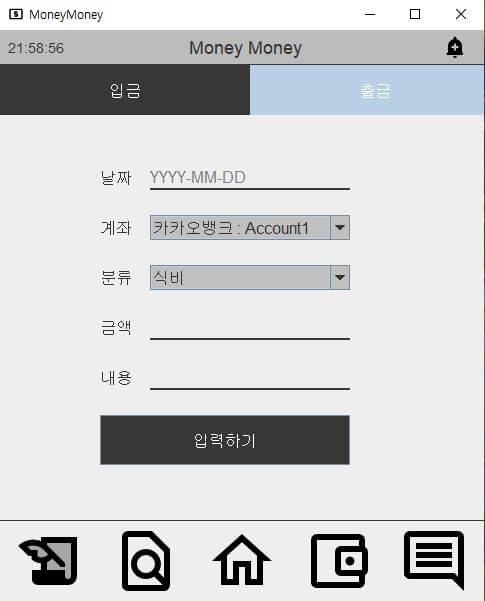 MoneyMoney
21:58:56 Money Money
입금 출금
날짜 YYYY-MM-DD
계좌 카카오뱅크 : Account1
분류 식비
금액
내용
입력하기